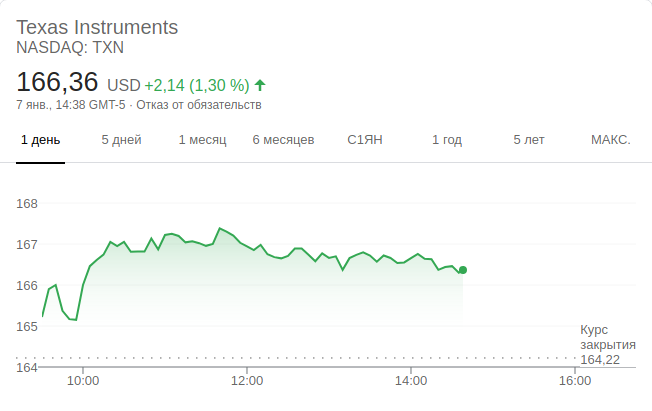 Texas Instruments
NASDAQ: TXN
166,36 USD +2,14 (1,30 %)
7 янв., 14:38 GMT-5 · Отказ от обязательств
1 день 5 дней 1 месяц 6 месяцев С1ЯН 1 год 5 лет МАКС.
168
167
166
165
Курс
закрытия
164,22
164
10:00 12:00 14:00 16:00